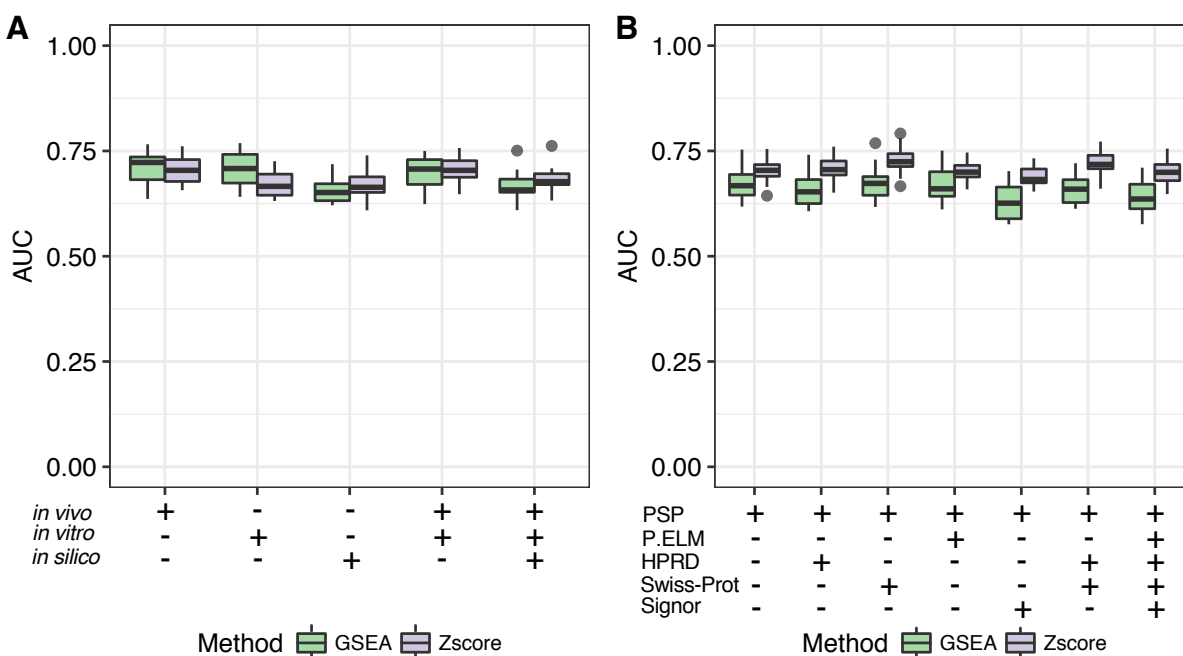 A
1.00
0.75
0.50
0.25
0.00
AUC
in vivo + - - + +
in vitro - + - + +
in silico - - + - +
Method GSEA Zscore
B
1.00
0.75
0.50
0.25
0.00
AUC
PSP + + + + + + +
P.ELM - - - + - - +
HPRD - + - - - + +
Swiss-Prot - - + - - + +
Signor - - - - + - +
Method GSEA Zscore